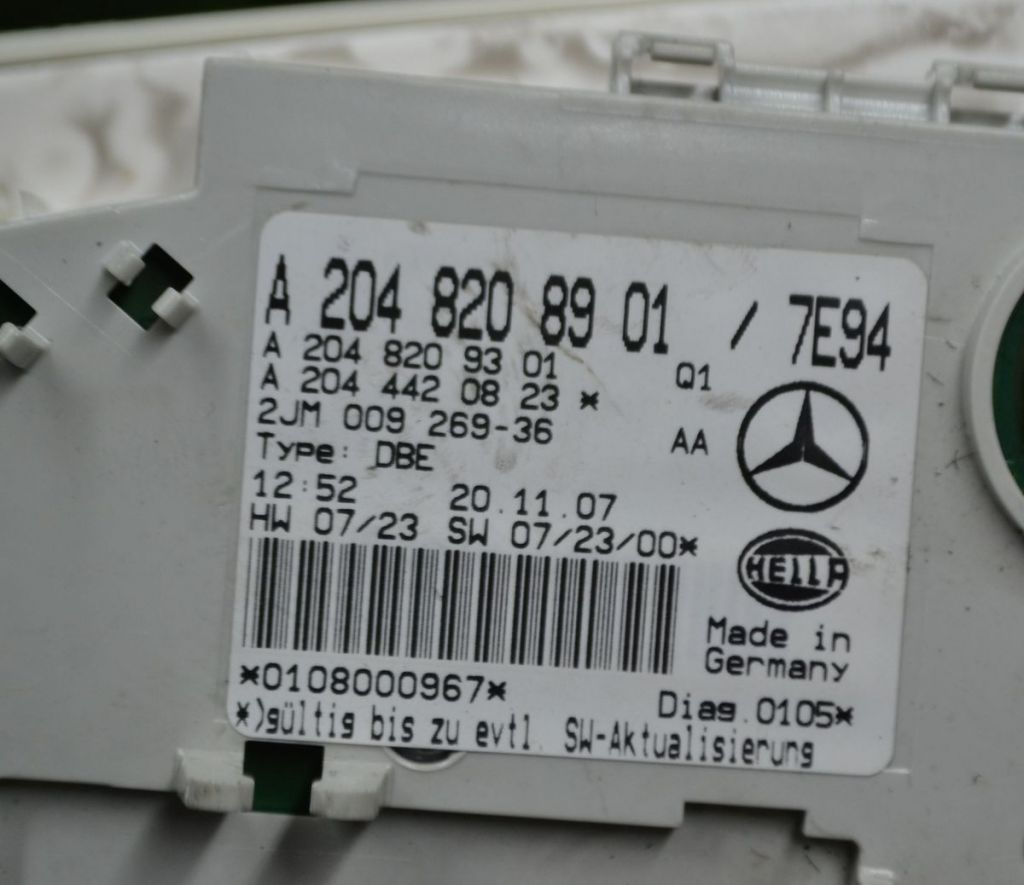 A 204 820 89 01 / 7E94
A 204 820 93 01
Q1
A 204 442 08 23 *
2JM 009 269-36
AA
Type: DBE
12:52 20.11.07
HW 07/23 SW 07/23/00*
HELLA
Made in
Germany
*0108000967*
Diag.0105*
*)gültig bis zu evtl. SW-Aktualisierung